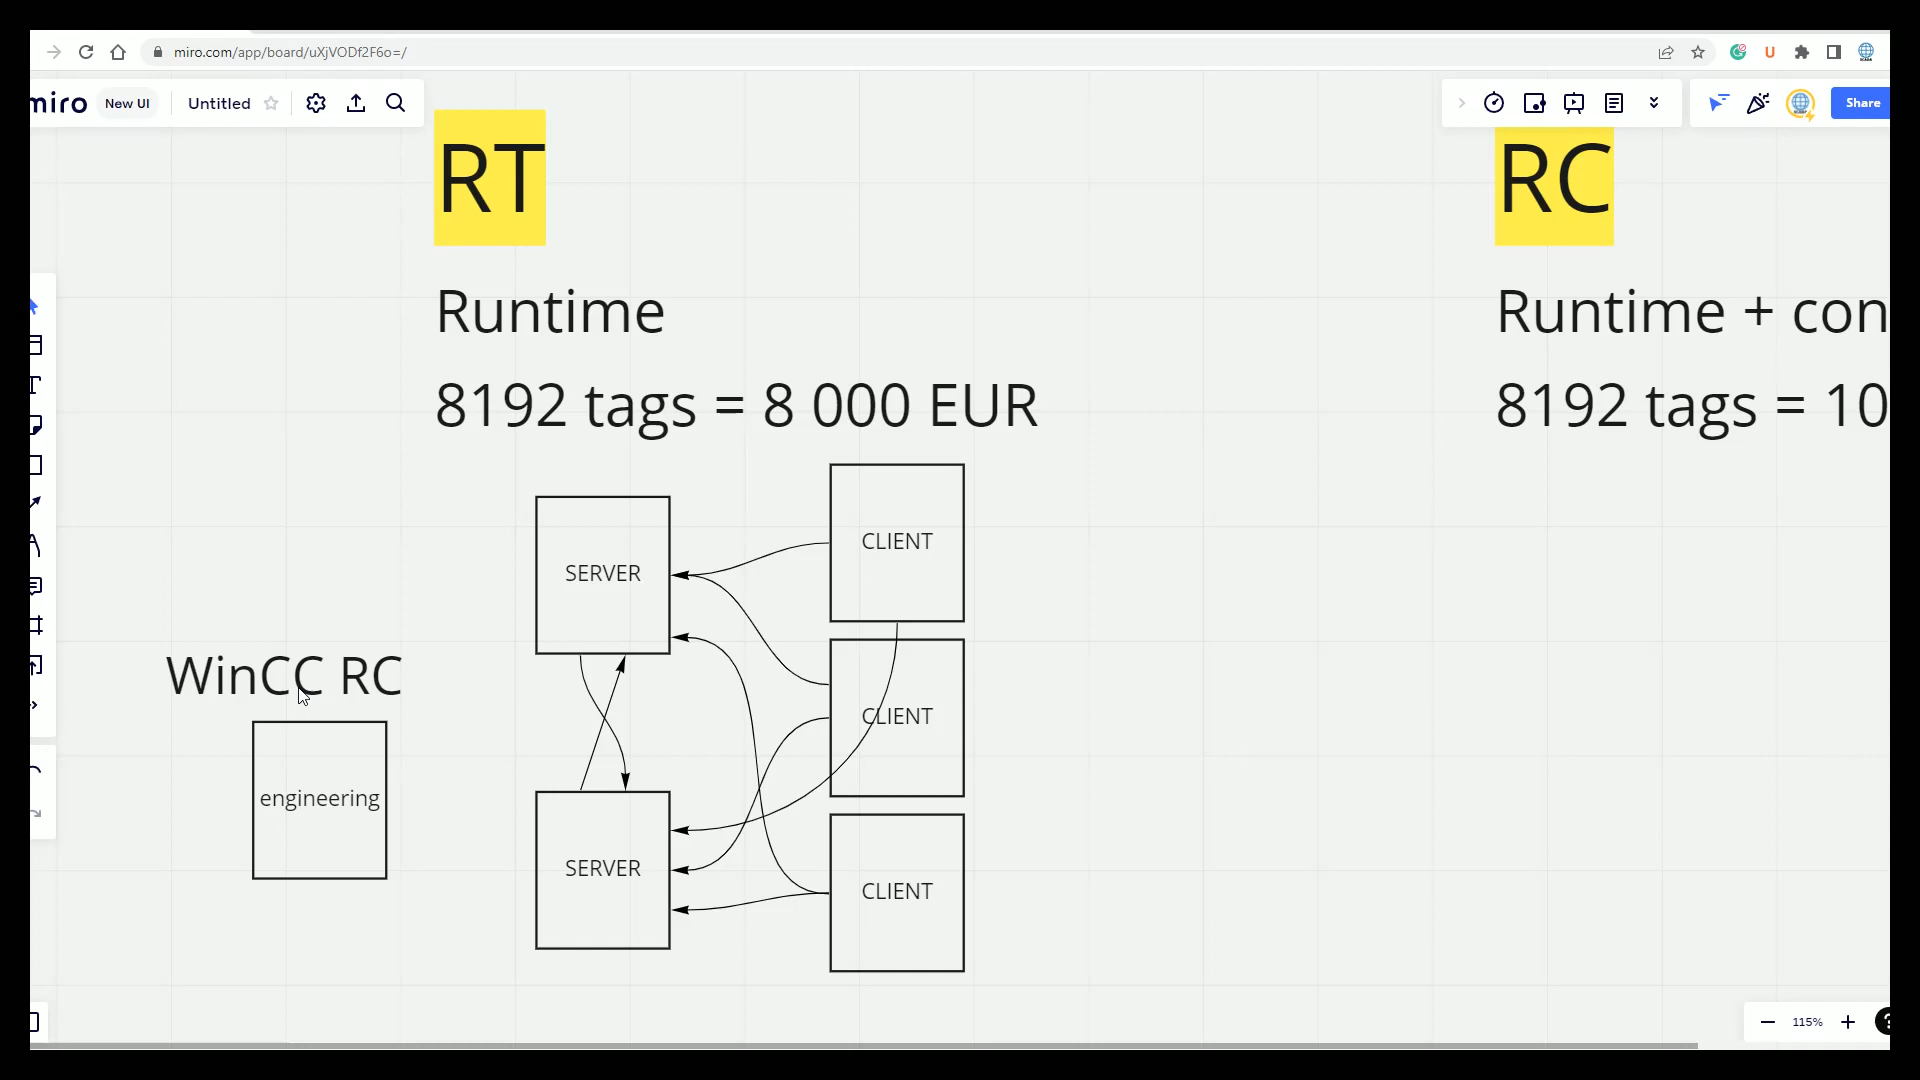 miro.com/app/board/uXjVODf2F6o=/
miro New UI Untitled Share
RT RC
Runtime Runtime + con
8192 tags = 8 000 EUR 8192 tags = 10
CLIENT
SERVER
WinCC RC
CLIENT
engineering
SERVER
CLIENT
115%